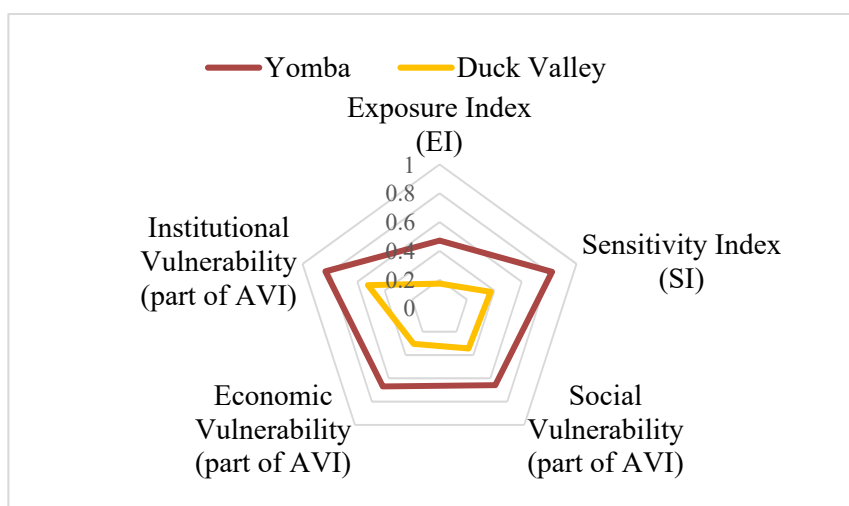 Yomba
Duck Valley
Exposure Index
(EI)
1
0.8
0.6
0.4
0.2
0
Institutional
Vulnerability
(part of AVI)
Sensitivity Index
(SI)
Economic
Vulnerability
(part of AVI)
Social
Vulnerability
(part of AVI)